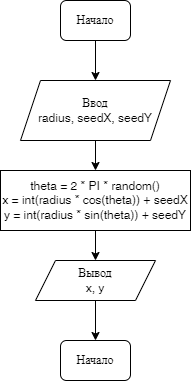 Начало
Ввод
radius, seedX, seedY
theta = 2 * PI * random()
x = int(radius * cos(theta)) + seedX
y = int(radius * sin(theta)) + seedY
Вывод
x, y
Начало